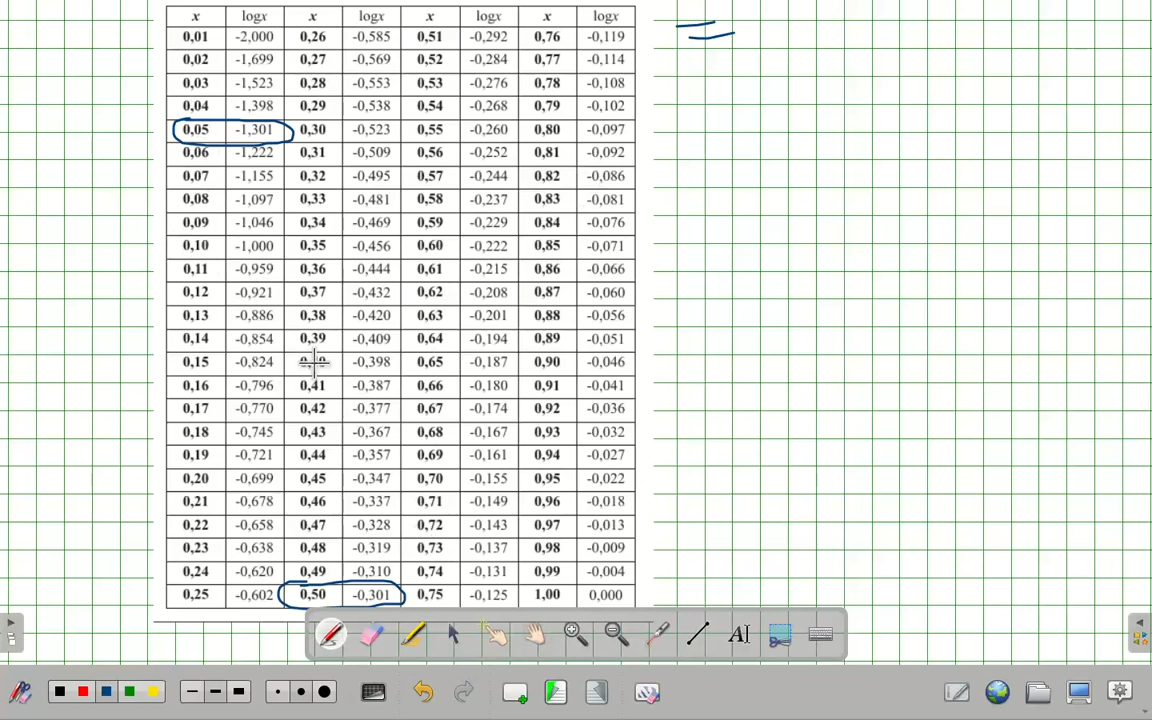 x logx x logx x logx x logx
0,01 -2,000 0,26 -0,585 0,51 -0,292 0,76 -0,119
0,02 -1,699 0,27 -0,569 0,52 -0,284 0,77 -0,114
0,03 -1,523 0,28 -0,553 0,53 -0,276 0,78 -0,108
0,04 -1,398 0,29 -0,538 0,54 -0,268 0,79 -0,102
0,05 -1,301 0,30 -0,523 0,55 -0,260 0,80 -0,097
0,06 -1,222 0,31 -0,509 0,56 -0,252 0,81 -0,092
0,07 -1,155 0,32 -0,495 0,57 -0,244 0,82 -0,086
0,08 -1,097 0,33 -0,481 0,58 -0,237 0,83 -0,081
0,09 -1,046 0,34 -0,469 0,59 -0,229 0,84 -0,076
0,10 -1,000 0,35 -0,456 0,60 -0,222 0,85 -0,071
0,11 -0,959 0,36 -0,444 0,61 -0,215 0,86 -0,066
0,12 -0,921 0,37 -0,432 0,62 -0,208 0,87 -0,060
0,13 -0,886 0,38 -0,420 0,63 -0,201 0,88 -0,056
0,14 -0,854 0,39 -0,409 0,64 -0,194 0,89 -0,051
0,15 -0,824 -0,398 0,65 -0,187 0,90 -0,046
0,16 -0,796 0,41 -0,387 0,66 -0,180 0,91 -0,041
0,17 -0,770 0,42 -0,377 0,67 -0,174 0,92 -0,036
0,18 -0,745 0,43 -0,367 0,68 -0,167 0,93 -0,032
0,19 -0,721 0,44 -0,357 0,69 -0,161 0,94 -0,027
0,20 -0,699 0,45 -0,347 0,70 -0,155 0,95 -0,022
0,21 -0,678 0,46 -0,337 0,71 -0,149 0,96 -0,018
0,22 -0,658 0,47 -0,328 0,72 -0,143 0,97 -0,013
0,23 -0,638 0,48 -0,319 0,73 -0,137 0,98 -0,009
0,24 -0,620 0,49 -0,310 0,74 -0,131 0,99 -0,004
0,25 -0,602 0,50 -0,301 0,75 -0,125 1,00 0,000